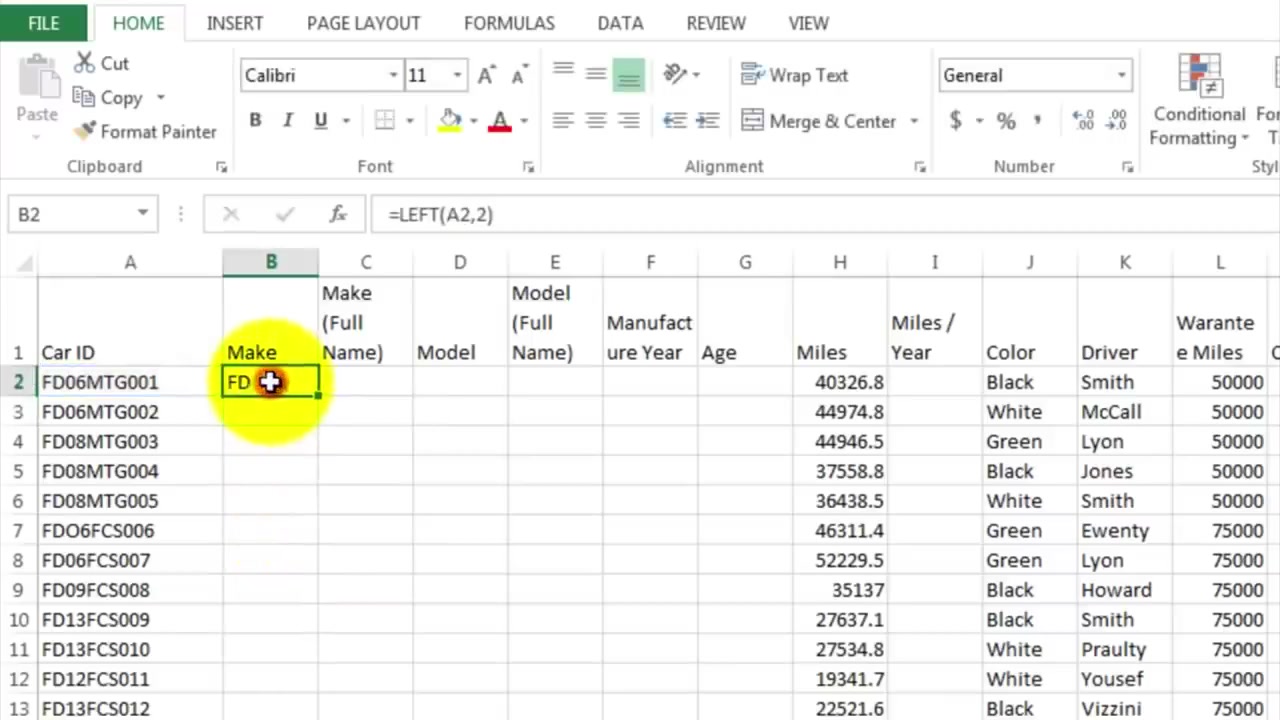 FILE HOME INSERT PAGE LAYOUT FORMULAS DATA REVIEW VIEW
Paste
Cut
Copy
Format Painter
Clipboard
Calibri 11 A A
B I U A
Font
Wrap Text
Merge & Center
Alignment
General
$ % , .00
Number
Conditional
Formatting
B2 fx =LEFT(A2,2)
A B C D E F G H I J K L
1 Car ID Make Make (Full Name) Model Model (Full Name) Manufact ure Year Age Miles Miles / Year Color Driver Warante e Miles
2 FD06MTG001 FD 40326.8 Black Smith 50000
3 FD06MTG002 44974.8 White McCall 50000
4 FD08MTG003 44946.5 Green Lyon 50000
5 FD08MTG004 37558.8 Black Jones 50000
6 FD08MTG005 36438.5 White Smith 50000
7 FDO6FCS006 46311.4 Green Ewenty 75000
8 FD06FCS007 52229.5 Green Lyon 75000
9 FD09FCS008 35137 Black Howard 75000
10 FD13FCS009 27637.1 Black Smith 75000
11 FD13FCS010 27534.8 White Praulty 75000
12 FD12FCS011 19341.7 White Yousef 75000
13 FD13FCS012 22521.6 Black Vizzini 75000